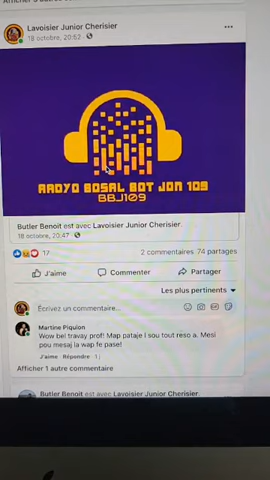 Lavoisier Junior Cherisier
18 octobre, 20:52
AADYO BOSAL BOT JON 109
BBJ109
Butler Benoit est avec Lavoisier Junior Cherisier.
18 octobre, 20:47
17
2 commentaires 74 partages
J'aime Commenter Partager
Les plus pertinents
Écrivez un commentaire...
GIF
Martine Piquion
Wow bel travay prof! Map pataje l sou tout reso a. Mesi
pou mesaj la wap fe pase!
J'aime Répondre 1 j
Afficher 1 autre commentaire
Butler Benoit est avec Lavoisier Junior Cherisier.